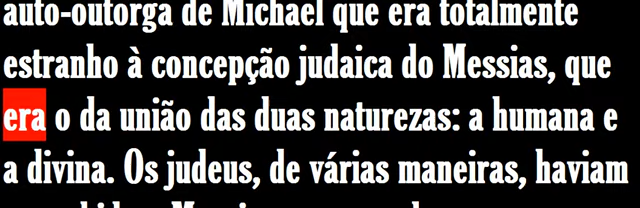 auto-outorga de Michael que era totalmente
estranho à concepção judaica do Messias, que
era o da união das duas naturezas: a humana e
a divina. Os judeus, de várias maneiras, haviam